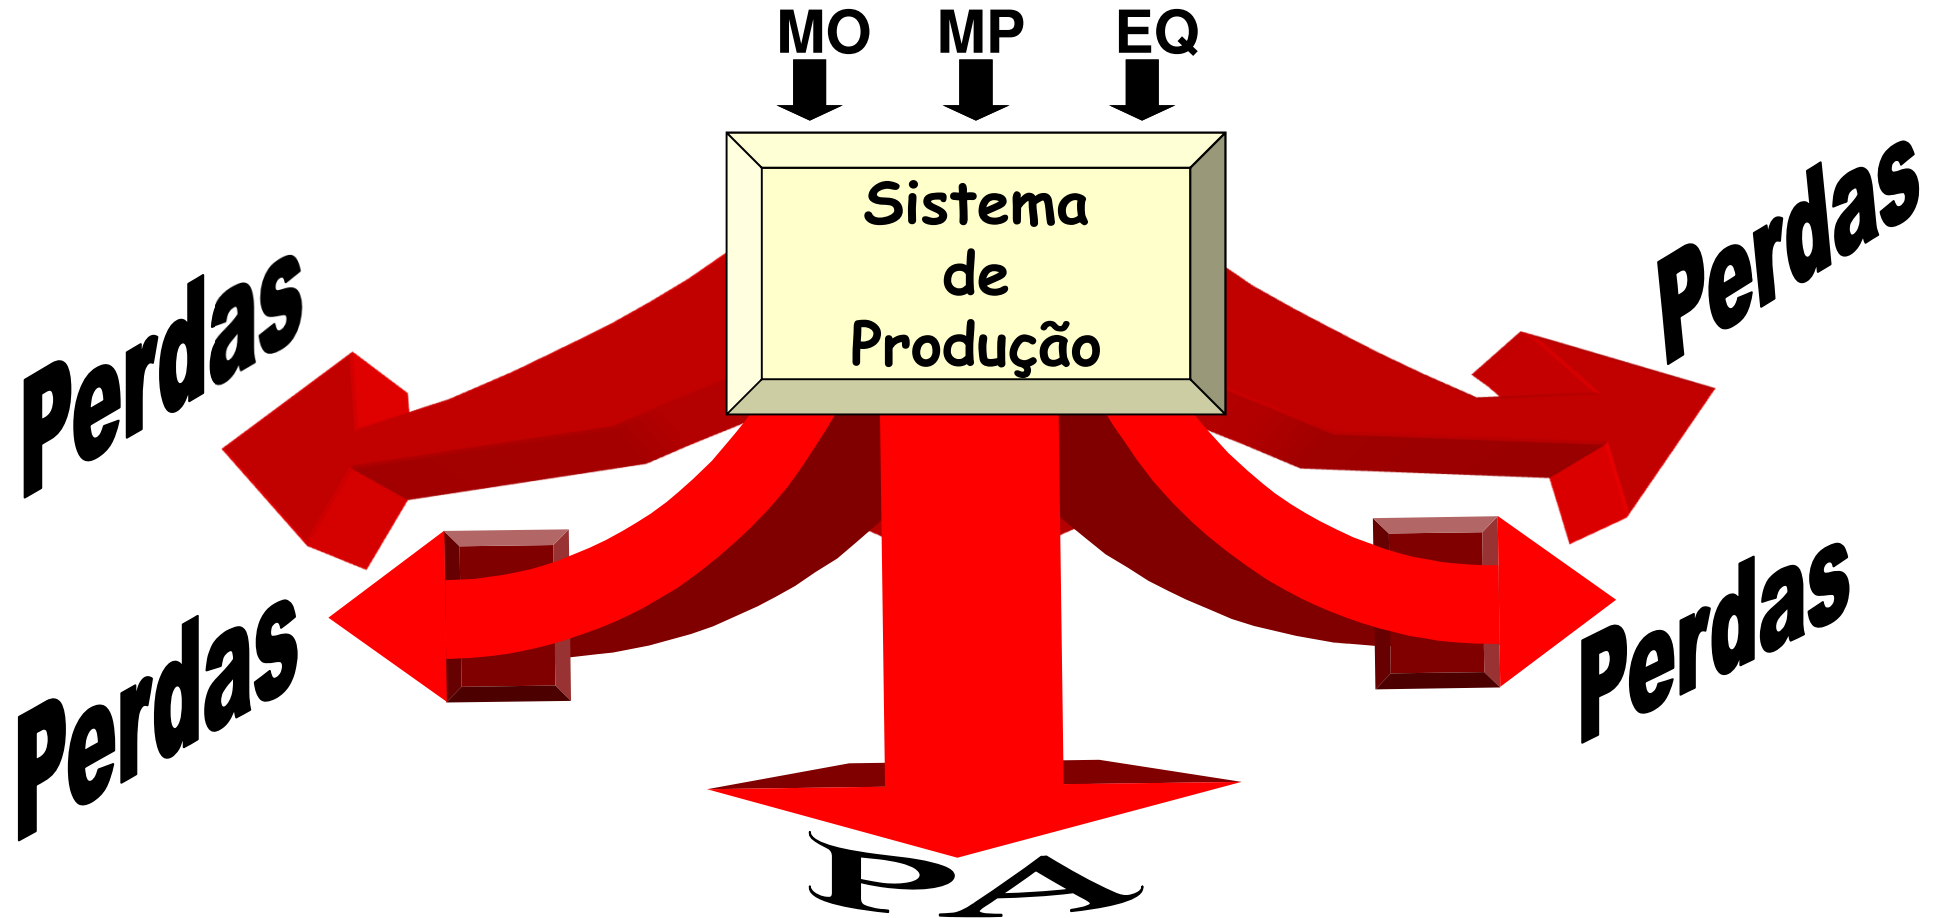 MO MP EQ
Sistema
de
Produção
Perdas
Perdas
Perdas
Perdas
PA